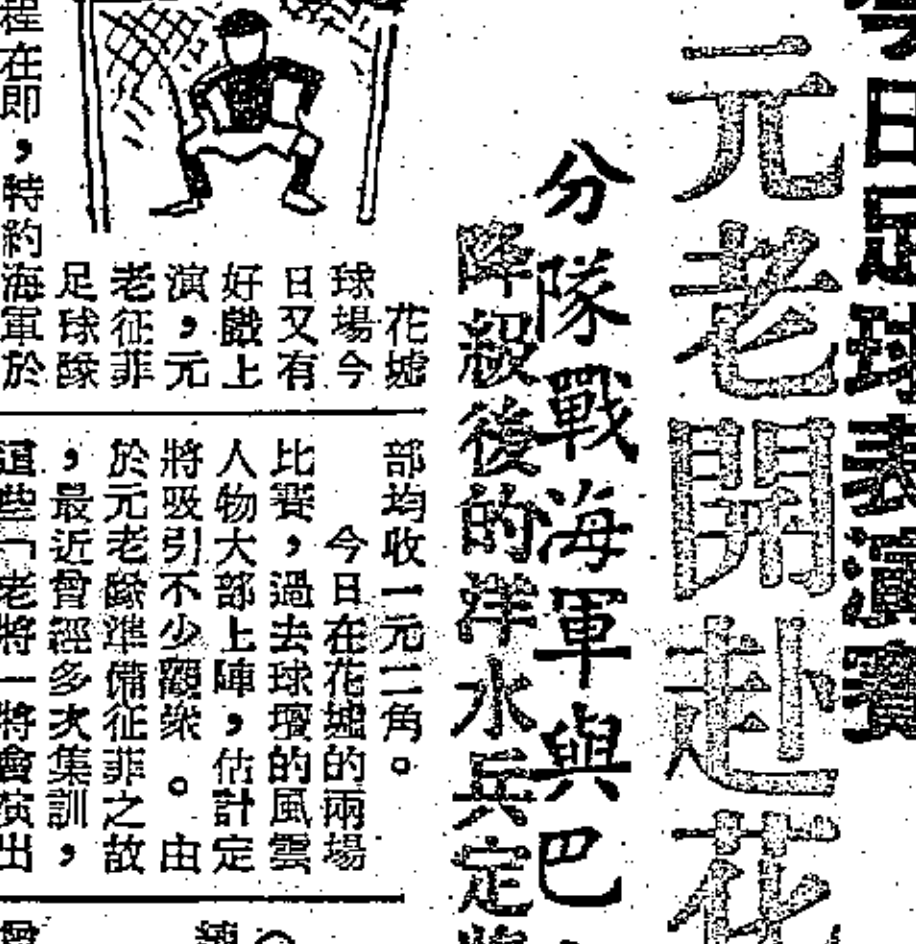 日足球表演賽
元老開赴花
分隊戰海軍與巴
降級後的洋水兵定
花墟
球場今
日又有
好戲上
演，元
老征菲
足球隊
程在即，特約海軍於
部均收一元二角。
今日在花墟的兩場
比賽，過去球壇的風雲
人物大部上陣，估計定
將吸引不少觀衆。由
於元老隊準備征菲之故
，最近曾經多次集訓，
這些「老將」將會演出